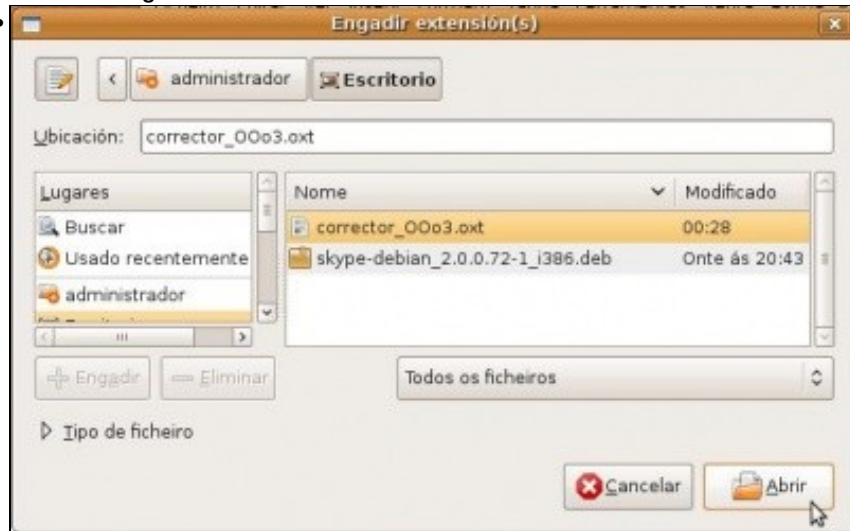 Engadir extensión(s)
administrador
Escritorio
Ubicación: corrector_OOo3.oxt
Lugares
Buscar
Usado recentemente
administrador
Nome
Modificado
corrector_OOo3.oxt
00:28
skype-debian_2.0.0.72-1_i386.deb
Onte ás 20:43
Engadir
Eliminar
Todos os ficheiros
Tipo de ficheiro
Cancelar
Abrir